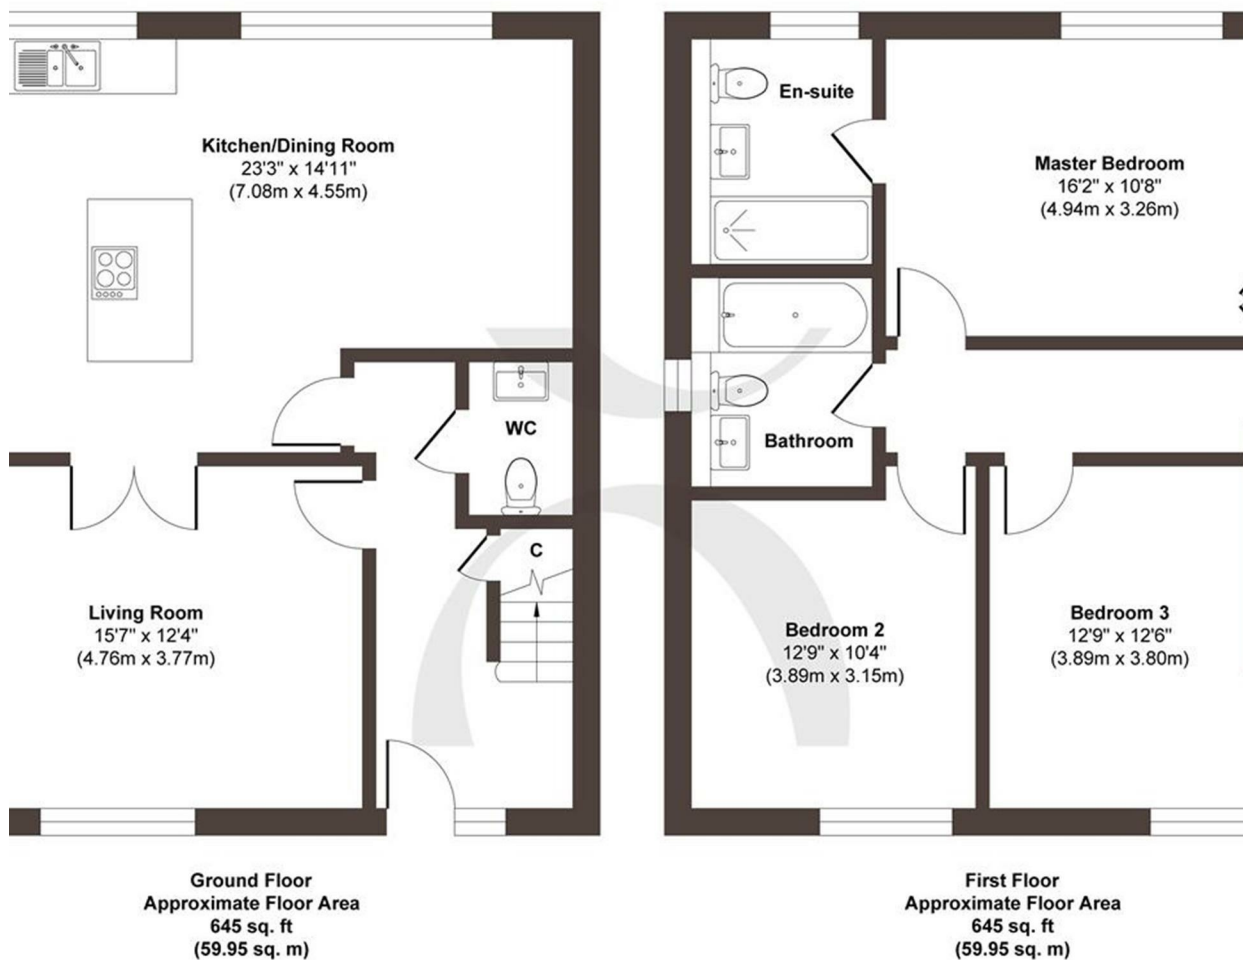 Kitchen/Dining Room
23'3" x 14'11"
(7.08m x 4.55m)
WC
C
Living Room
15'7" x 12'4"
(4.76m x 3.77m)
En-suite
Master Bedroom
16'2" x 10'8"
(4.94m x 3.26m)
Bathroom
Bedroom 2
12'9" x 10'4"
(3.89m x 3.15m)
Bedroom 3
12'9" x 12'6"
(3.89m x 3.80m)
Ground Floor
Approximate Floor Area
645 sq. ft
(59.95 sq. m)
First Floor
Approximate Floor Area
645 sq. ft
(59.95 sq. m)